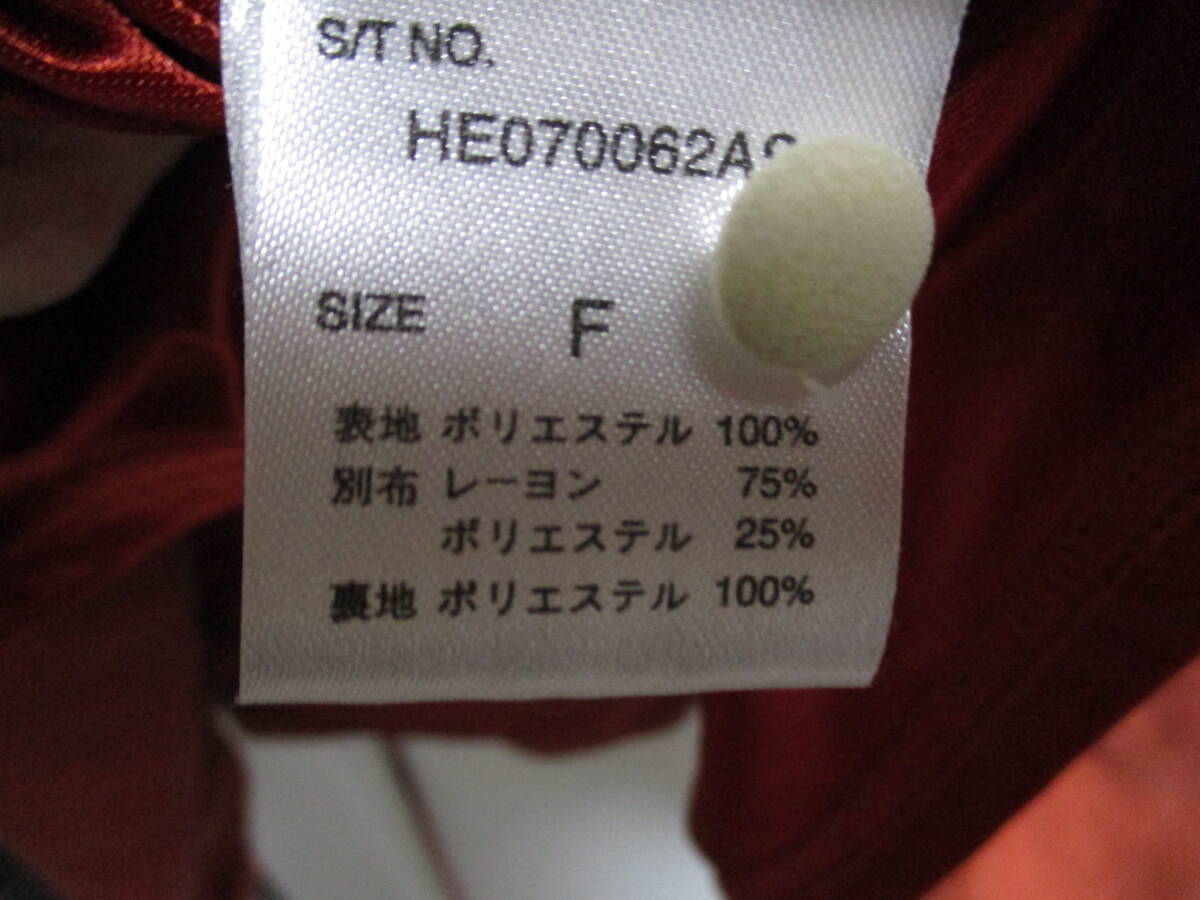 S/T NO.
HE070062A
SIZE F
表地 ポリエステル 100%
別布 レーヨン 75%
ポリエステル 25%
裏地 ポリエステル 100%